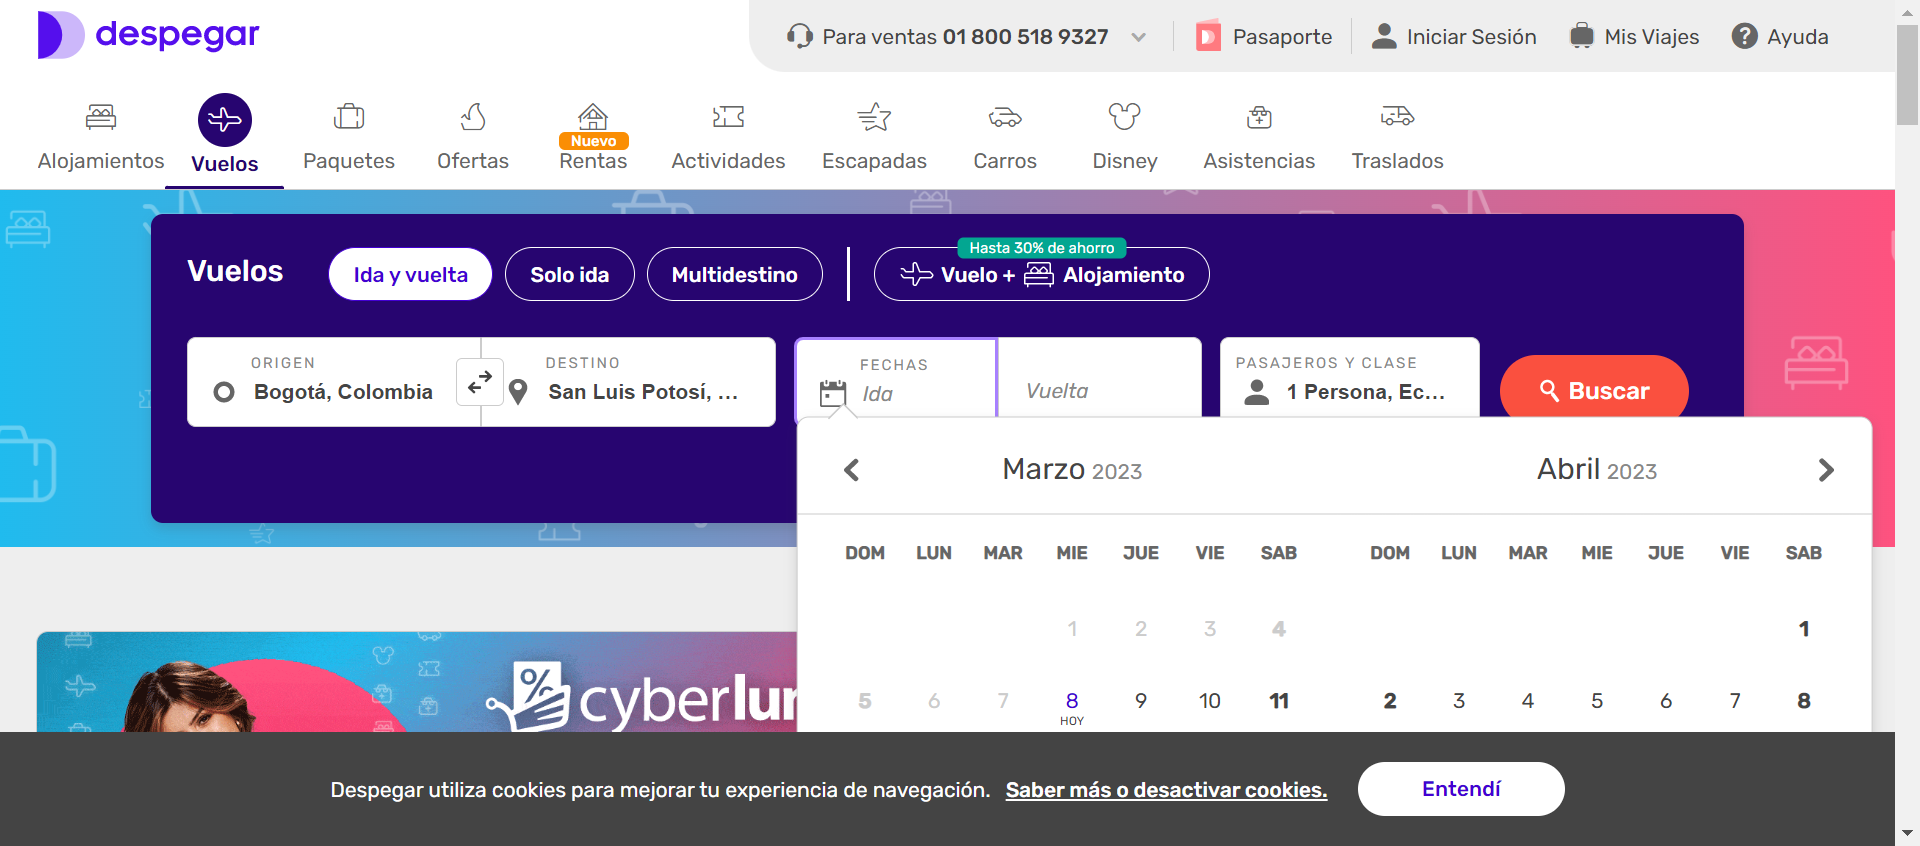 despegar
Para ventas 01 800 518 9327
Pasaporte
Iniciar Sesión
Mis Viajes
Ayuda
Alojamientos
Vuelos
Paquetes
Ofertas
Nuevo
Rentas
Actividades
Escapadas
Carros
Disney
Asistencias
Traslados
Vuelos
Ida y vuelta
Solo ida
Multidestino
Hasta 30% de ahorro
Vuelo + Alojamiento
ORIGEN
Bogotá, Colombia
DESTINO
San Luis Potosí, ...
FECHAS
Ida
Vuelta
PASAJEROS Y CLASE
1 Persona, Ec...
Buscar
Marzo 2023
Abril 2023
DOM LUN MAR MIE JUE VIE SAB
DOM LUN MAR MIE JUE VIE SAB
1 2 3 4
1
5 6 7 8 9 10 11
HOY
2 3 4 5 6 7 8
% cyberlun
Despegar utiliza cookies para mejorar tu experiencia de navegación. Saber más o desactivar cookies.
Entendí